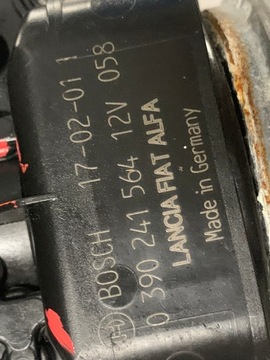 BOSCH 17-02-01 1
0 390 241 564 12V 058
LANCIA FIAT ALFA
Made in Germany